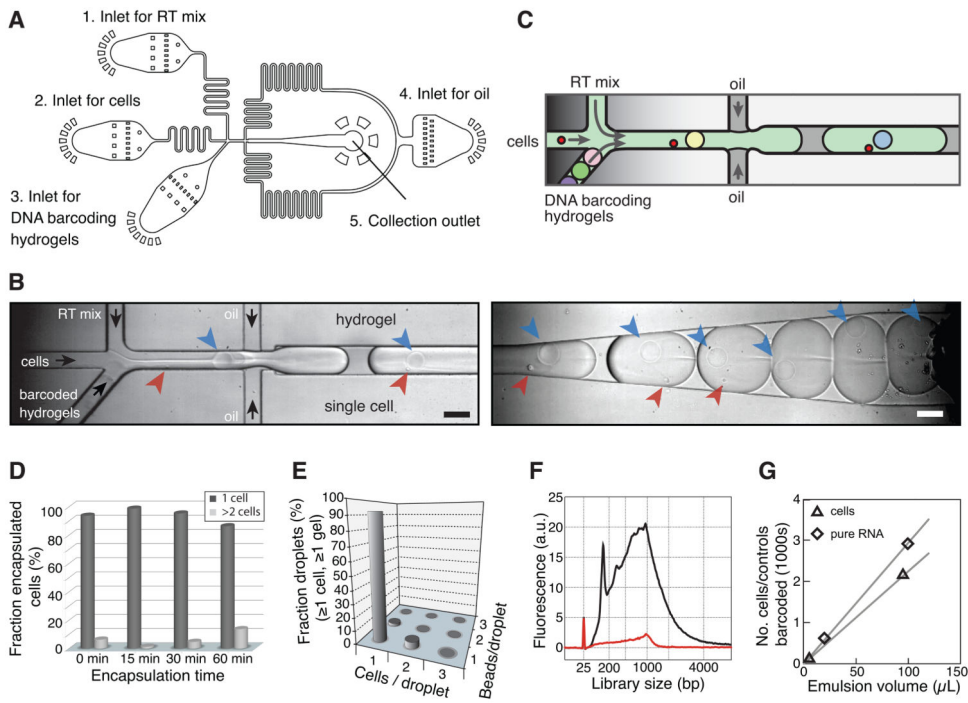 A
1. Inlet for RT mix
2. Inlet for cells
3. Inlet for
DNA barcoding
hydrogels
4. Inlet for oil
5. Collection outlet
C
RT mix
oil
cells
oil
DNA barcoding
hydrogels
B
RT mix
oil
hydrogel
cells
barcoded
hydrogels
oil
single cell
D
Fraction encapsulated
cells (%)
100
80
60
40
20
0
1 cell
>2 cells
0 min
15 min
30 min
60 min
Encapsulation time
E
Fraction droplets (%)
(≥1 cell, ≥1 gel)
100
90
80
70
60
50
40
30
20
10
0
1
2
3
Cells / droplet
1
2
3
Beads/droplet
F
Fluorescence (a.u.)
25
20
15
10
5
0
25
200
1000
4000
Library size (bp)
G
No. cells/controls
barcoded (1000s)
4
3
2
1
0
cells
pure RNA
0
50
100
150
Emulsion volume (µL)